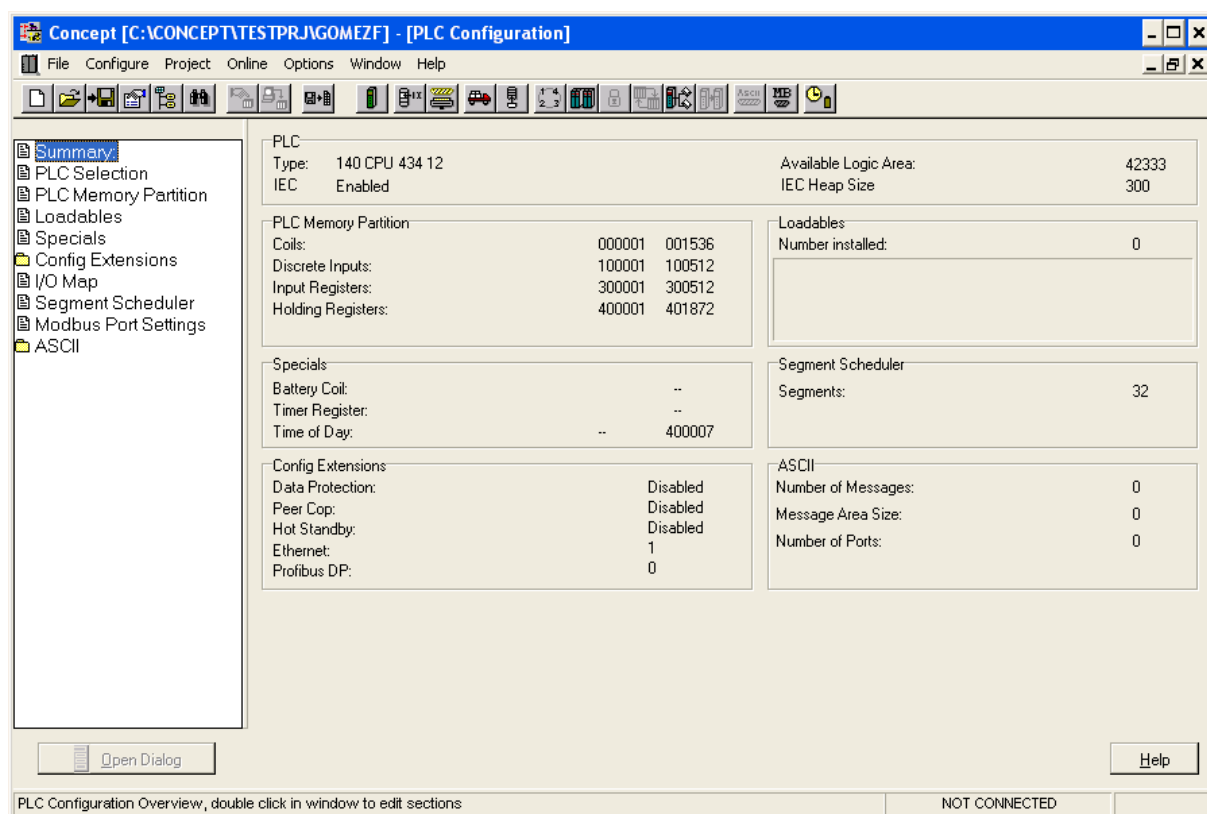 Concept [C:\CONCEPT\TESTPRJ\GOMEZF] - [PLC Configuration]
File Configure Project Online Options Window Help
Summary:
PLC Selection
PLC Memory Partition
Loadables
Specials
Config Extensions
I/O Map
Segment Scheduler
Modbus Port Settings
ASCII
PLC
Type: 140 CPU 434 12 Available Logic Area: 42333
IEC Enabled IEC Heap Size 300
PLC Memory Partition
Coils: 000001 001536
Discrete Inputs: 100001 100512
Input Registers: 300001 300512
Holding Registers: 400001 401872
Loadables
Number installed: 0
Specials
Battery Coil: --
Timer Register: --
Time of Day: -- 400007
Segment Scheduler
Segments: 32
Config Extensions
Data Protection: Disabled
Peer Cop: Disabled
Hot Standby: Disabled
Ethernet: 1
Profibus DP: 0
ASCII
Number of Messages: 0
Message Area Size: 0
Number of Ports: 0
Open Dialog
Help
PLC Configuration Overview, double click in window to edit sections NOT CONNECTED